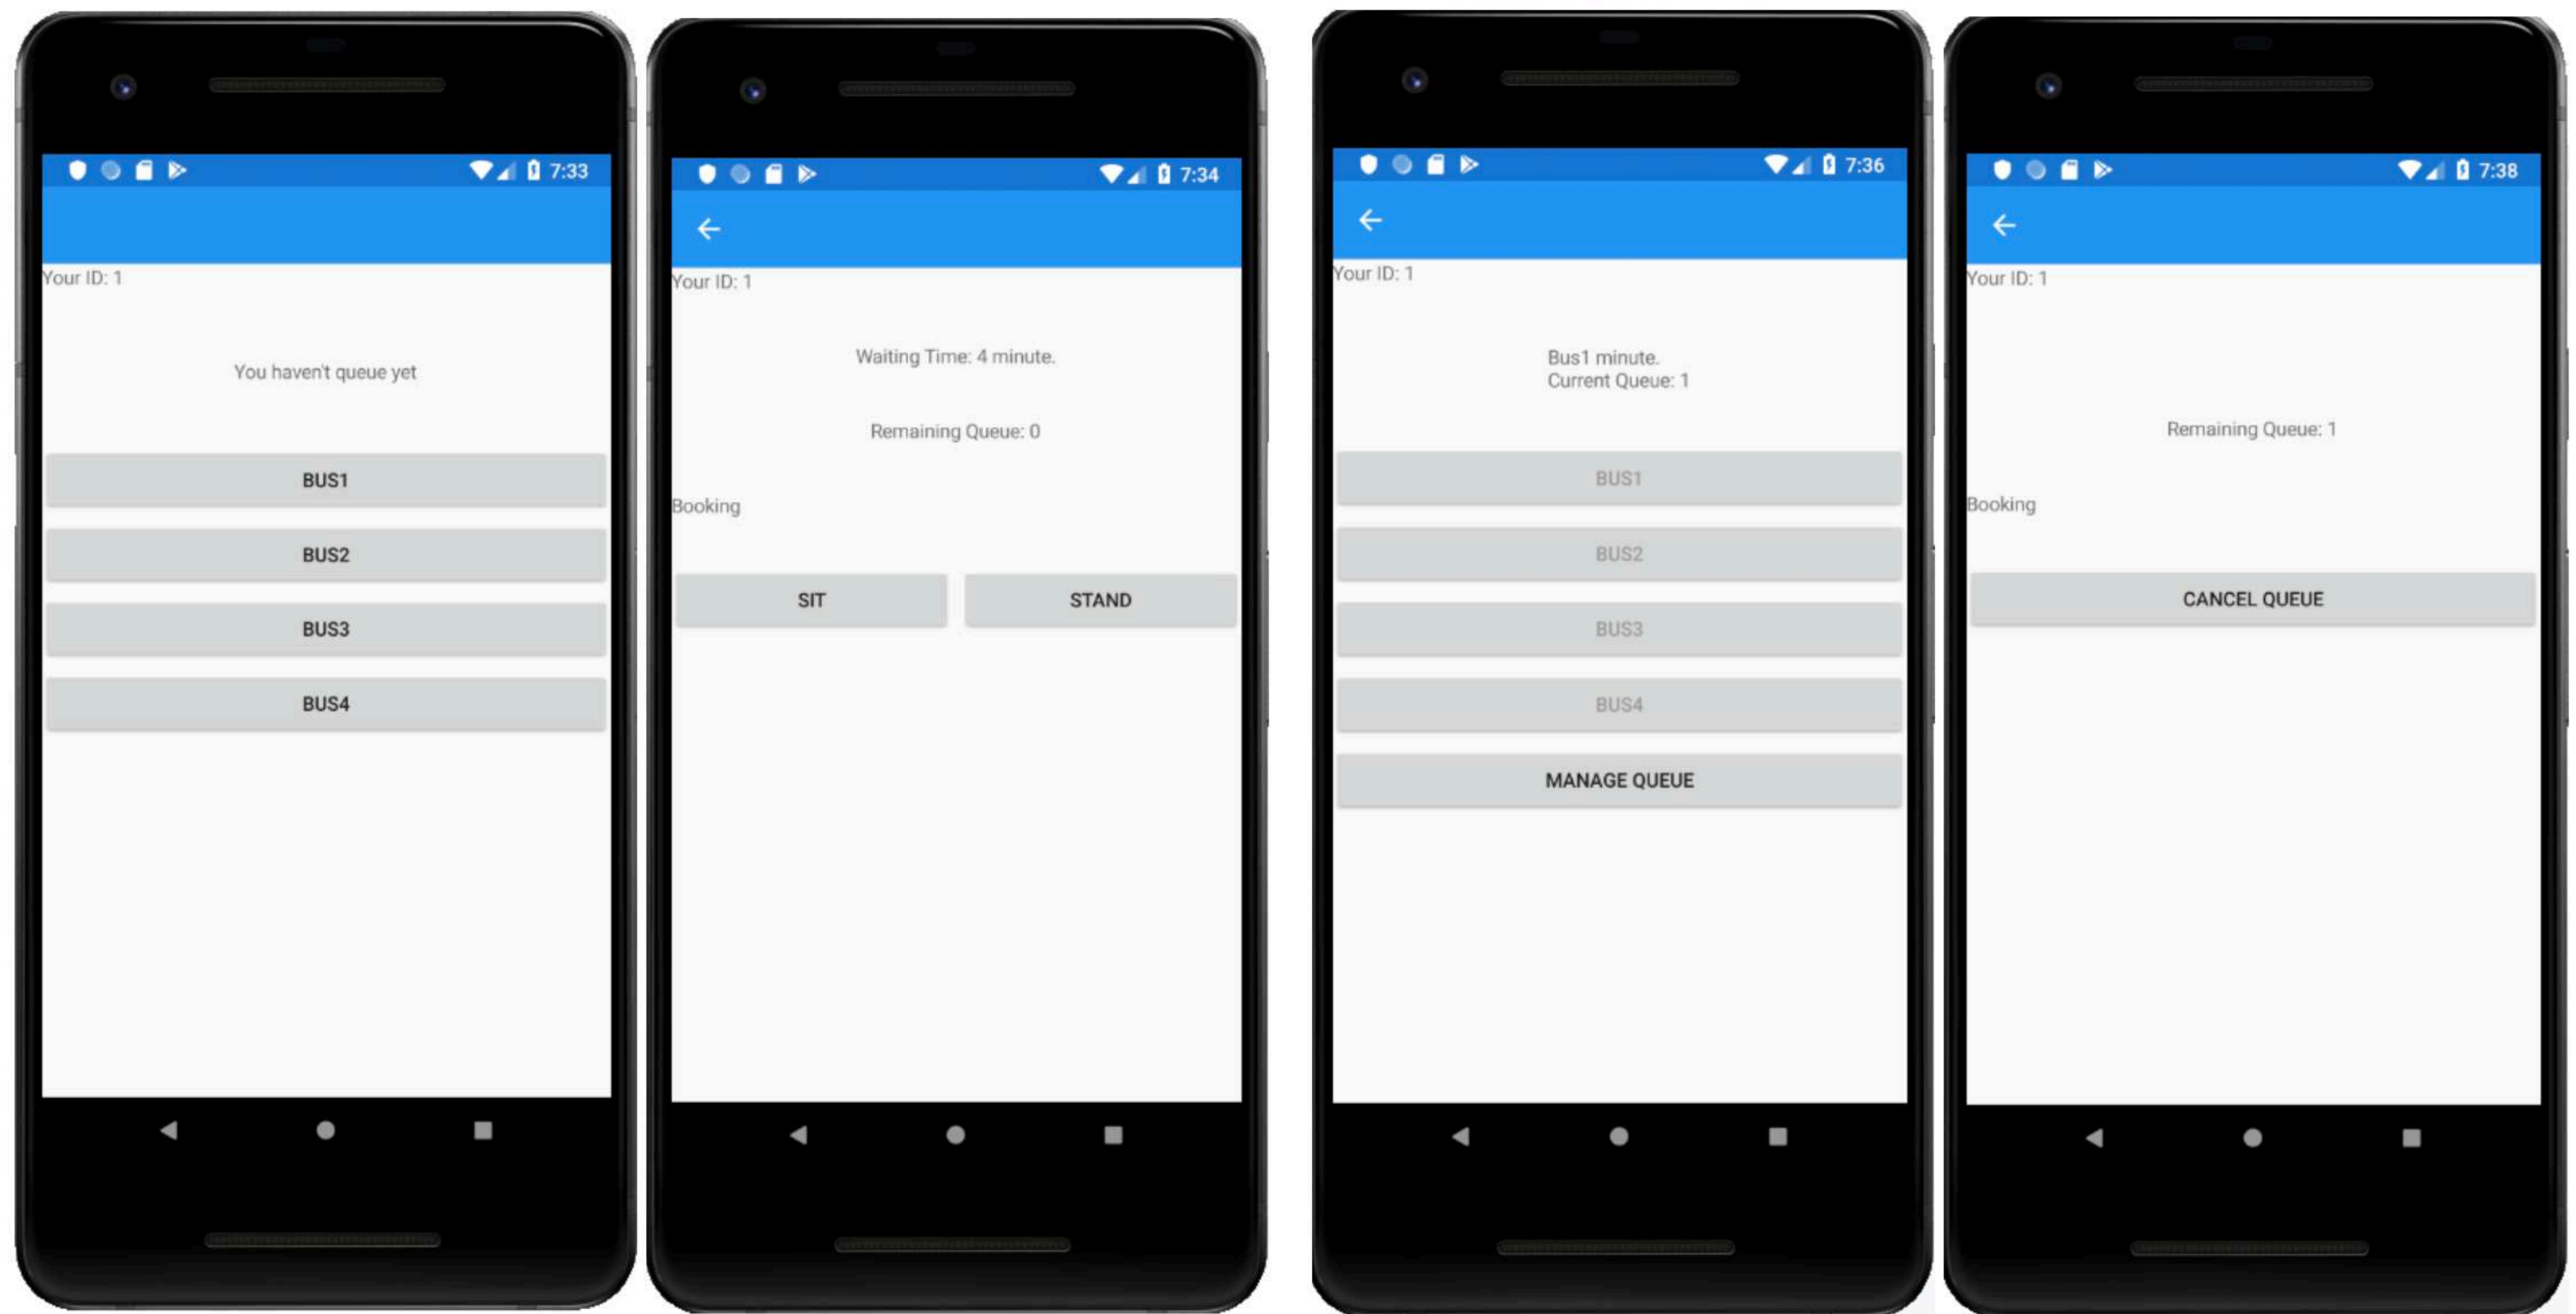 7:33
Your ID: 1
You haven't queue yet
BUS1
BUS2
BUS3
BUS4
7:34
Your ID: 1
Waiting Time: 4 minute.
Remaining Queue: 0
Booking
SIT STAND
7:36
Your ID: 1
Bus1 minute.
Current Queue: 1
BUS1
BUS2
BUS3
BUS4
MANAGE QUEUE
7:38
Your ID: 1
Remaining Queue: 1
Booking
CANCEL QUEUE